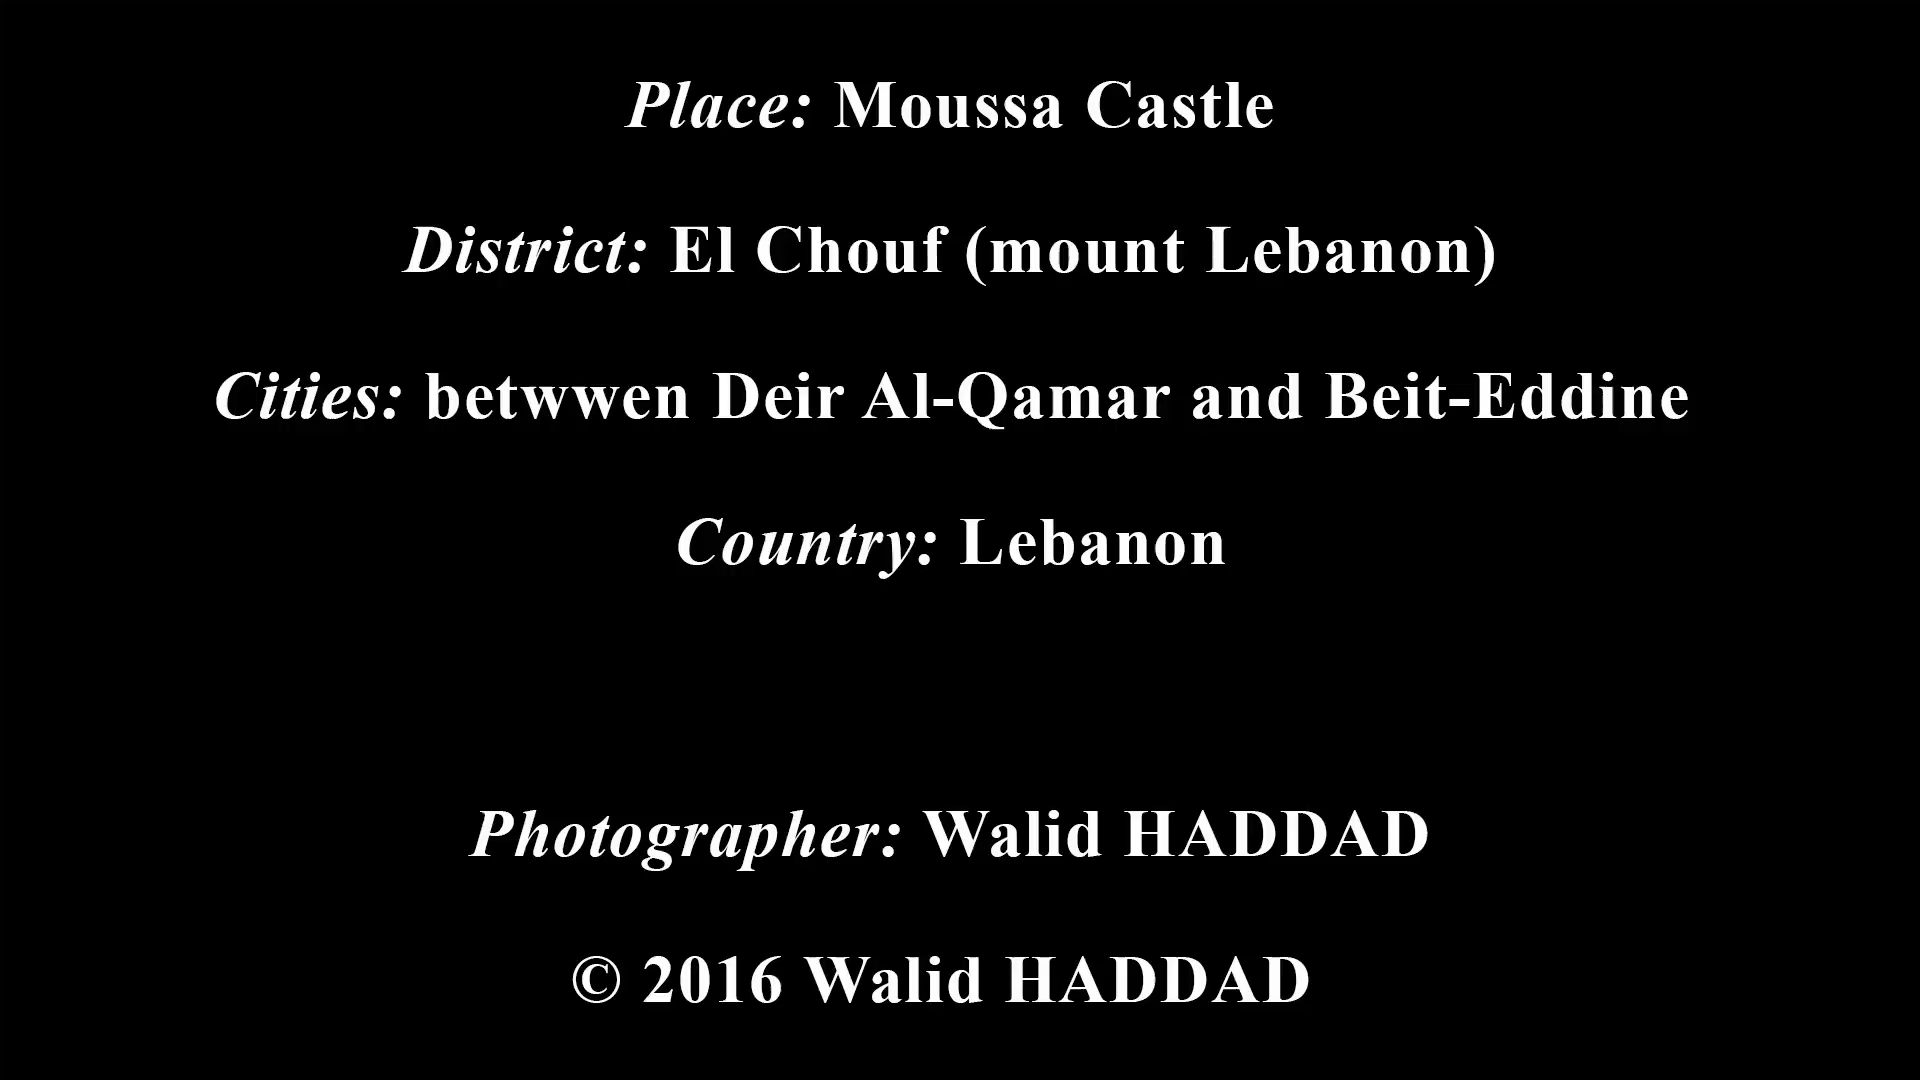 Place: Moussa Castle
District: El Chouf (mount Lebanon)
Cities: betwwen Deir Al-Qamar and Beit-Eddine
Country: Lebanon
Photographer: Walid HADDAD
© 2016 Walid HADDAD